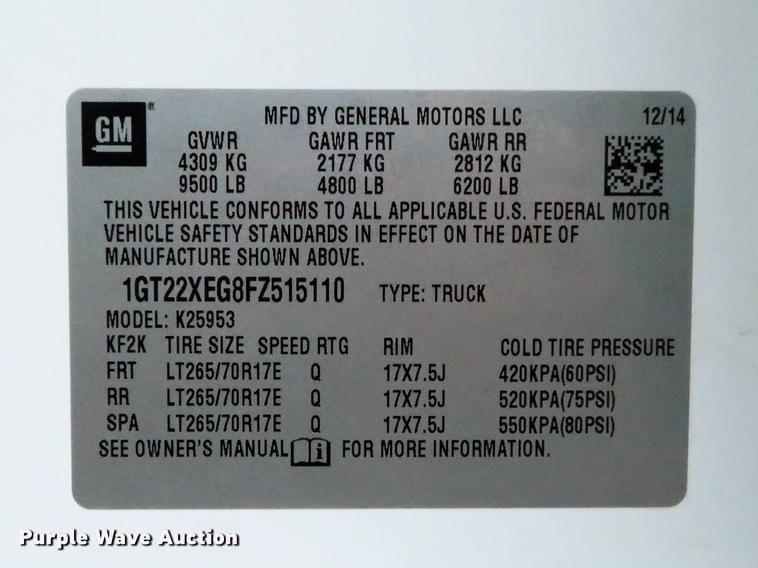 GM®
MFD BY GENERAL MOTORS LLC 12/14
GVWR GAWR FRT GAWR RR
4309 KG 2177 KG 2812 KG
9500 LB 4800 LB 6200 LB
THIS VEHICLE CONFORMS TO ALL APPLICABLE U.S. FEDERAL MOTOR
VEHICLE SAFETY STANDARDS IN EFFECT ON THE DATE OF
MANUFACTURE SHOWN ABOVE.
1GT22XEG8FZ515110 TYPE: TRUCK
MODEL: K25953
KF2K TIRE SIZE SPEED RTG RIM COLD TIRE PRESSURE
FRT LT265/70R17E Q 17X7.5J 420KPA(60PSI)
RR LT265/70R17E Q 17X7.5J 520KPA(75PSI)
SPA LT265/70R17E Q 17X7.5J 550KPA(80PSI)
SEE OWNER'S MANUAL i FOR MORE INFORMATION.
Purple Wave Auction